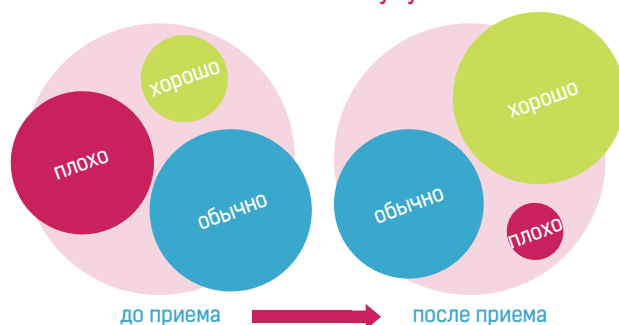 хорошо
плохо
обычно
хорошо
обычно
плохо
до приема
после приема